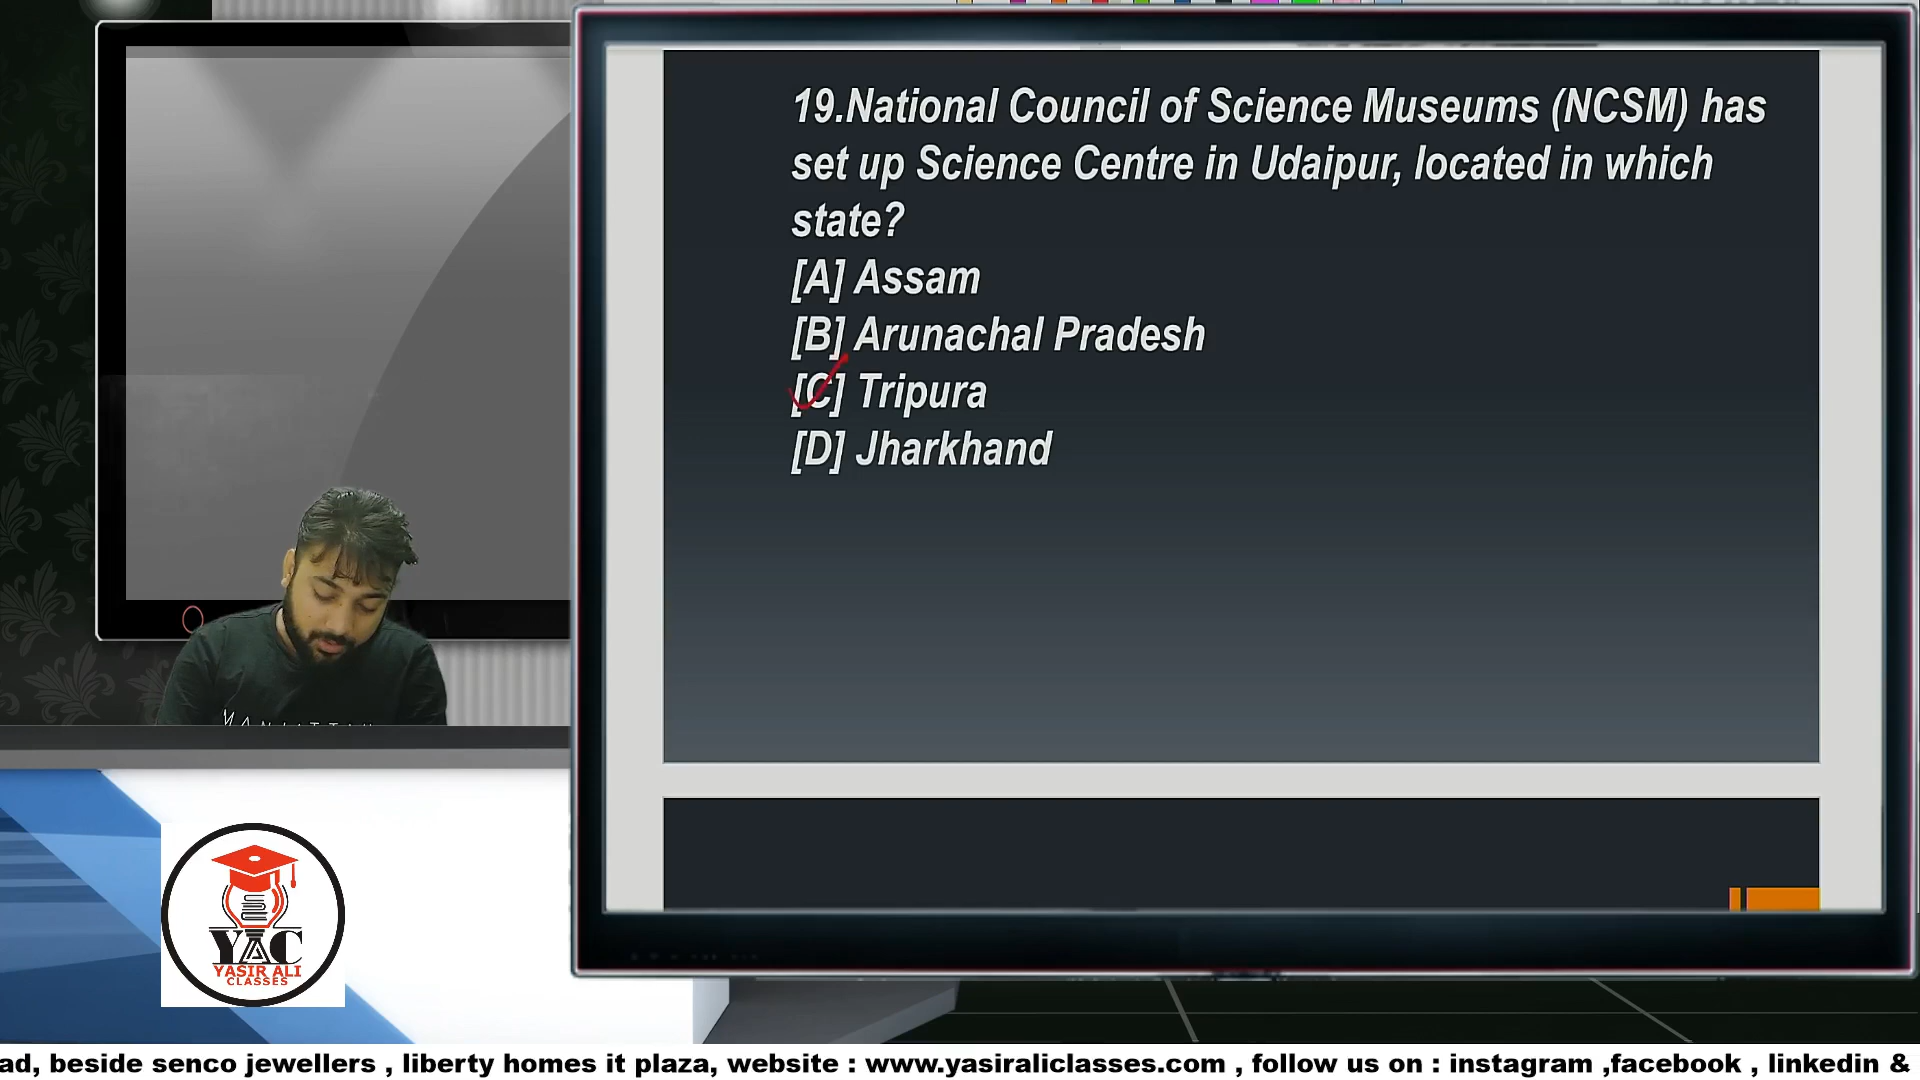 19.National Council of Science Museums (NCSM) has
set up Science Centre in Udaipur, located in which
state?
[A] Assam
[B] Arunachal Pradesh
[C] Tripura
[D] Jharkhand
YAC
YASIR ALI
CLASSES
ad, beside senco jewellers , liberty homes it plaza, website : www.yasiraliclasses.com , follow us on : instagram ,facebook , linkedin &